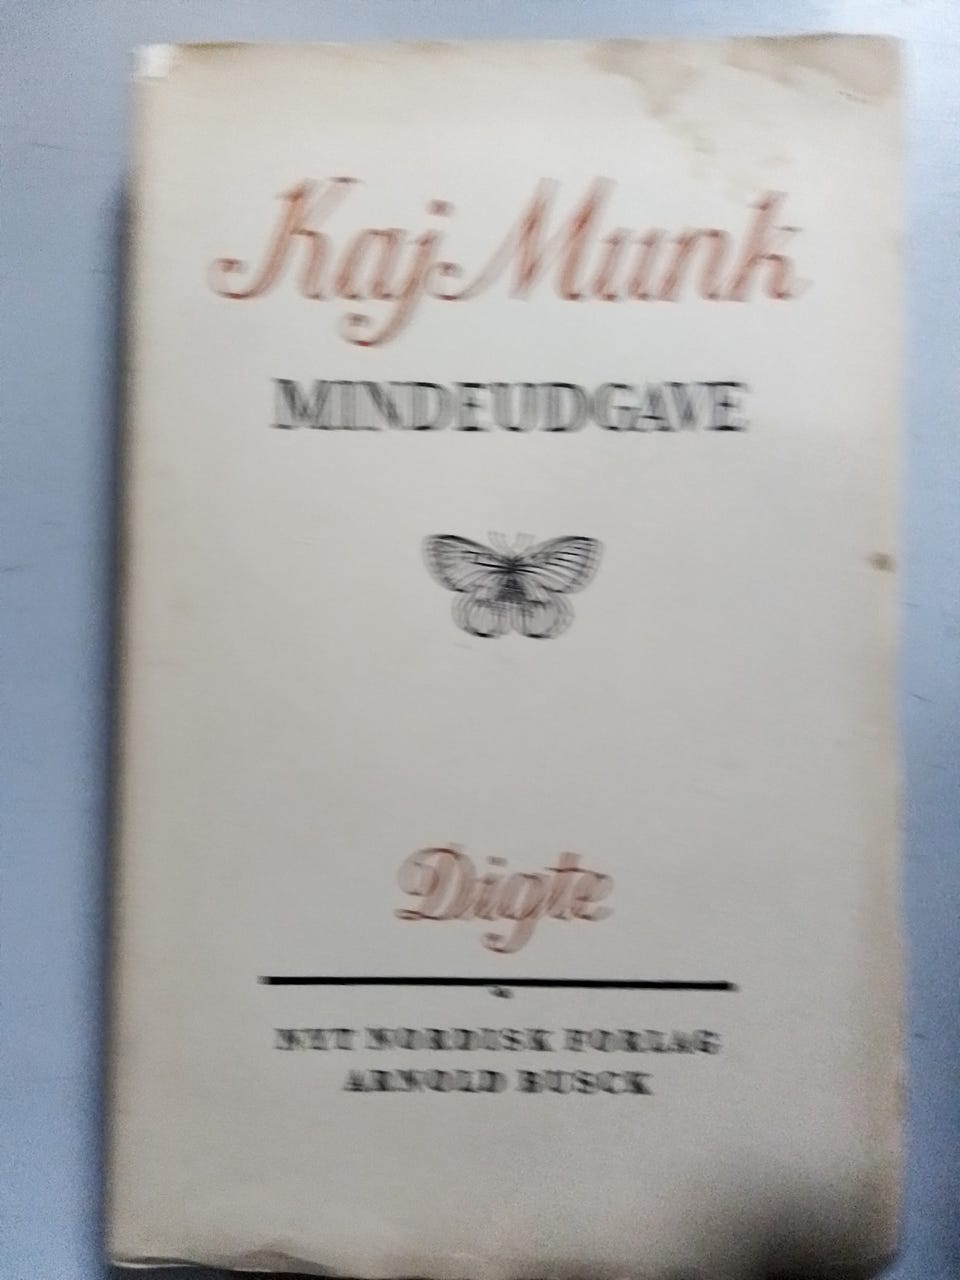 Kaj Munk
MINDEUDGAVE
Digte
NYT NORDISK FORLAG
ARNOLD BUSCK